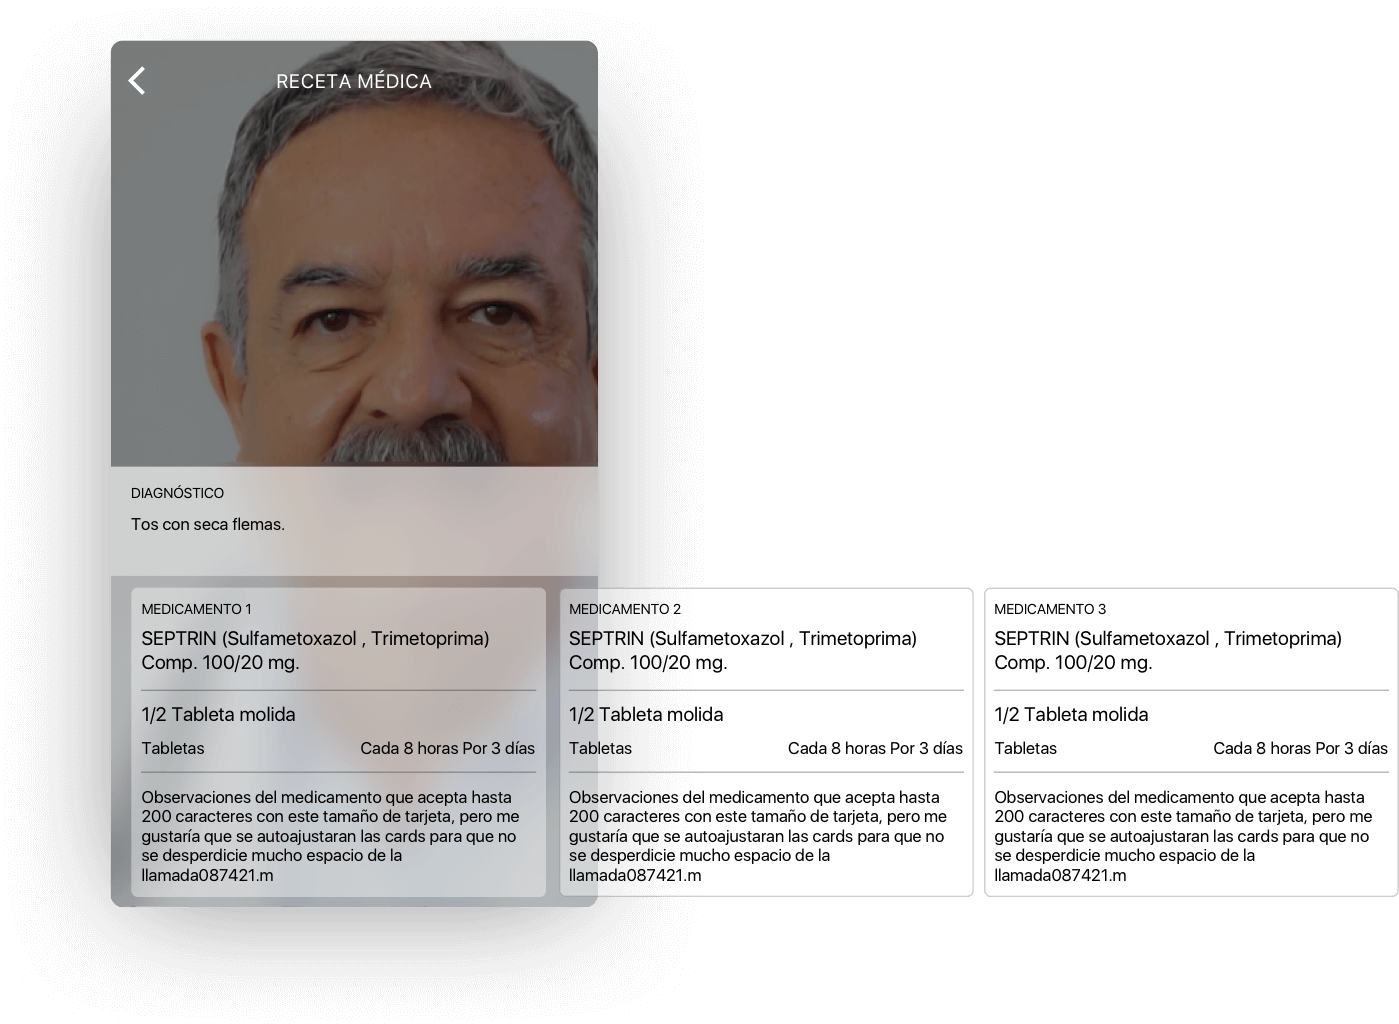 RECETA MÉDICA
DIAGNÓSTICO
Tos con seca flemas.
MEDICAMENTO 1
SEPTRIN (Sulfametoxazol , Trimetoprima)
Comp. 100/20 mg.
1/2 Tableta molida
Tabletas
Cada 8 horas Por 3 días
Observaciones del medicamento que acepta hasta
200 caracteres con este tamaño de tarjeta, pero me
gustaría que se autoajustaran las cards para que no
se desperdicie mucho espacio de la
llamada087421.m
MEDICAMENTO 2
SEPTRIN (Sulfametoxazol , Trimetoprima)
Comp. 100/20 mg.
1/2 Tableta molida
Tabletas
Cada 8 horas Por 3 días
Observaciones del medicamento que acepta hasta
200 caracteres con este tamaño de tarjeta, pero me
gustaría que se autoajustaran las cards para que no
se desperdicie mucho espacio de la
llamada087421.m
MEDICAMENTO 3
SEPTRIN (Sulfametoxazol , Trimetoprima)
Comp. 100/20 mg.
1/2 Tableta molida
Tabletas
Cada 8 horas Por 3 días
Observaciones del medicamento que acepta hasta
200 caracteres con este tamaño de tarjeta, pero me
gustaría que se autoajustaran las cards para que no
se desperdicie mucho espacio de la
llamada087421.m